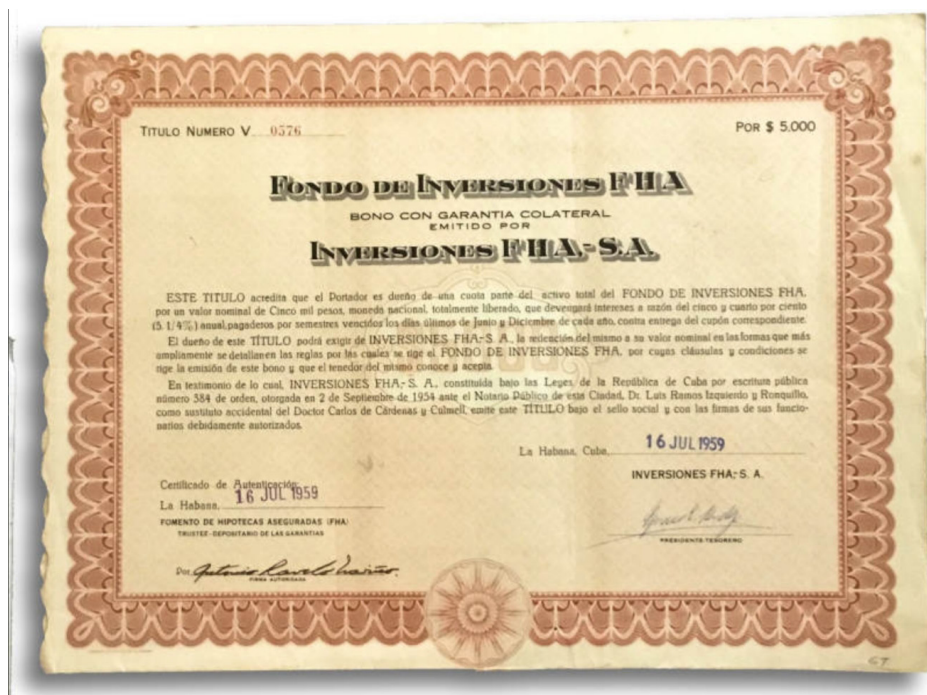 TITULO NUMERO V 0576
POR $ 5.000
FONDO DE INVERSIONES FHA
BONO CON GARANTIA COLATERAL
EMITIDO POR
INVERSIONES FHA.-S.A.
ESTE TITULO acredita que el Portador es dueño de una cuota parte del activo total del FONDO DE INVERSIONES FHA,
por un valor nominal de Cinco mil pesos, moneda nacional, totalmente liberado, que devengará intereses a razón del cinco y cuarto por ciento
(5 1/4%) anual, pagaderos por semestres vencidos los días últimos de Junio y Diciembre de cada año, contra entrega del cupón correspondiente.
El dueño de este TÍTULO podrá exigir de INVERSIONES FHA,-S. A., la redención del mismo a su valor nominal en las formas que más
ampliamente se detallan en las reglas por las cuales se rige el FONDO DE INVERSIONES FHA, por cuyas cláusulas y condiciones se
rige la emisión de este bono y que el tenedor del mismo conoce y acepta.
En testimonio de lo cual, INVERSIONES FHA,-S. A., constituída bajo las Leyes de la República de Cuba por escritura pública
número 384 de orden, otorgada en 2 de Septiembre de 1954 ante el Notario Público de esta Ciudad, Dr. Luis Ramos Izquierdo y Ronquillo,
como sustituto accidental del Doctor Carlos de Cárdenas y Culmell, emite este TÍTULO bajo el sello social y con las firmas de sus funcio-
narios debidamente autorizados.
La Habana, Cuba, 16 JUL 1959
INVERSIONES FHA,-S. A.
PRESIDENTE-TESORERO
Certificado de Autenticación
La Habana, 16 JUL 1959
FOMENTO DE HIPOTECAS ASEGURADAS (FHA)
TRUSTEE-DEPOSITARIO DE LAS GARANTIAS
Por Antonio
FIRMA AUTORIZADA
GT